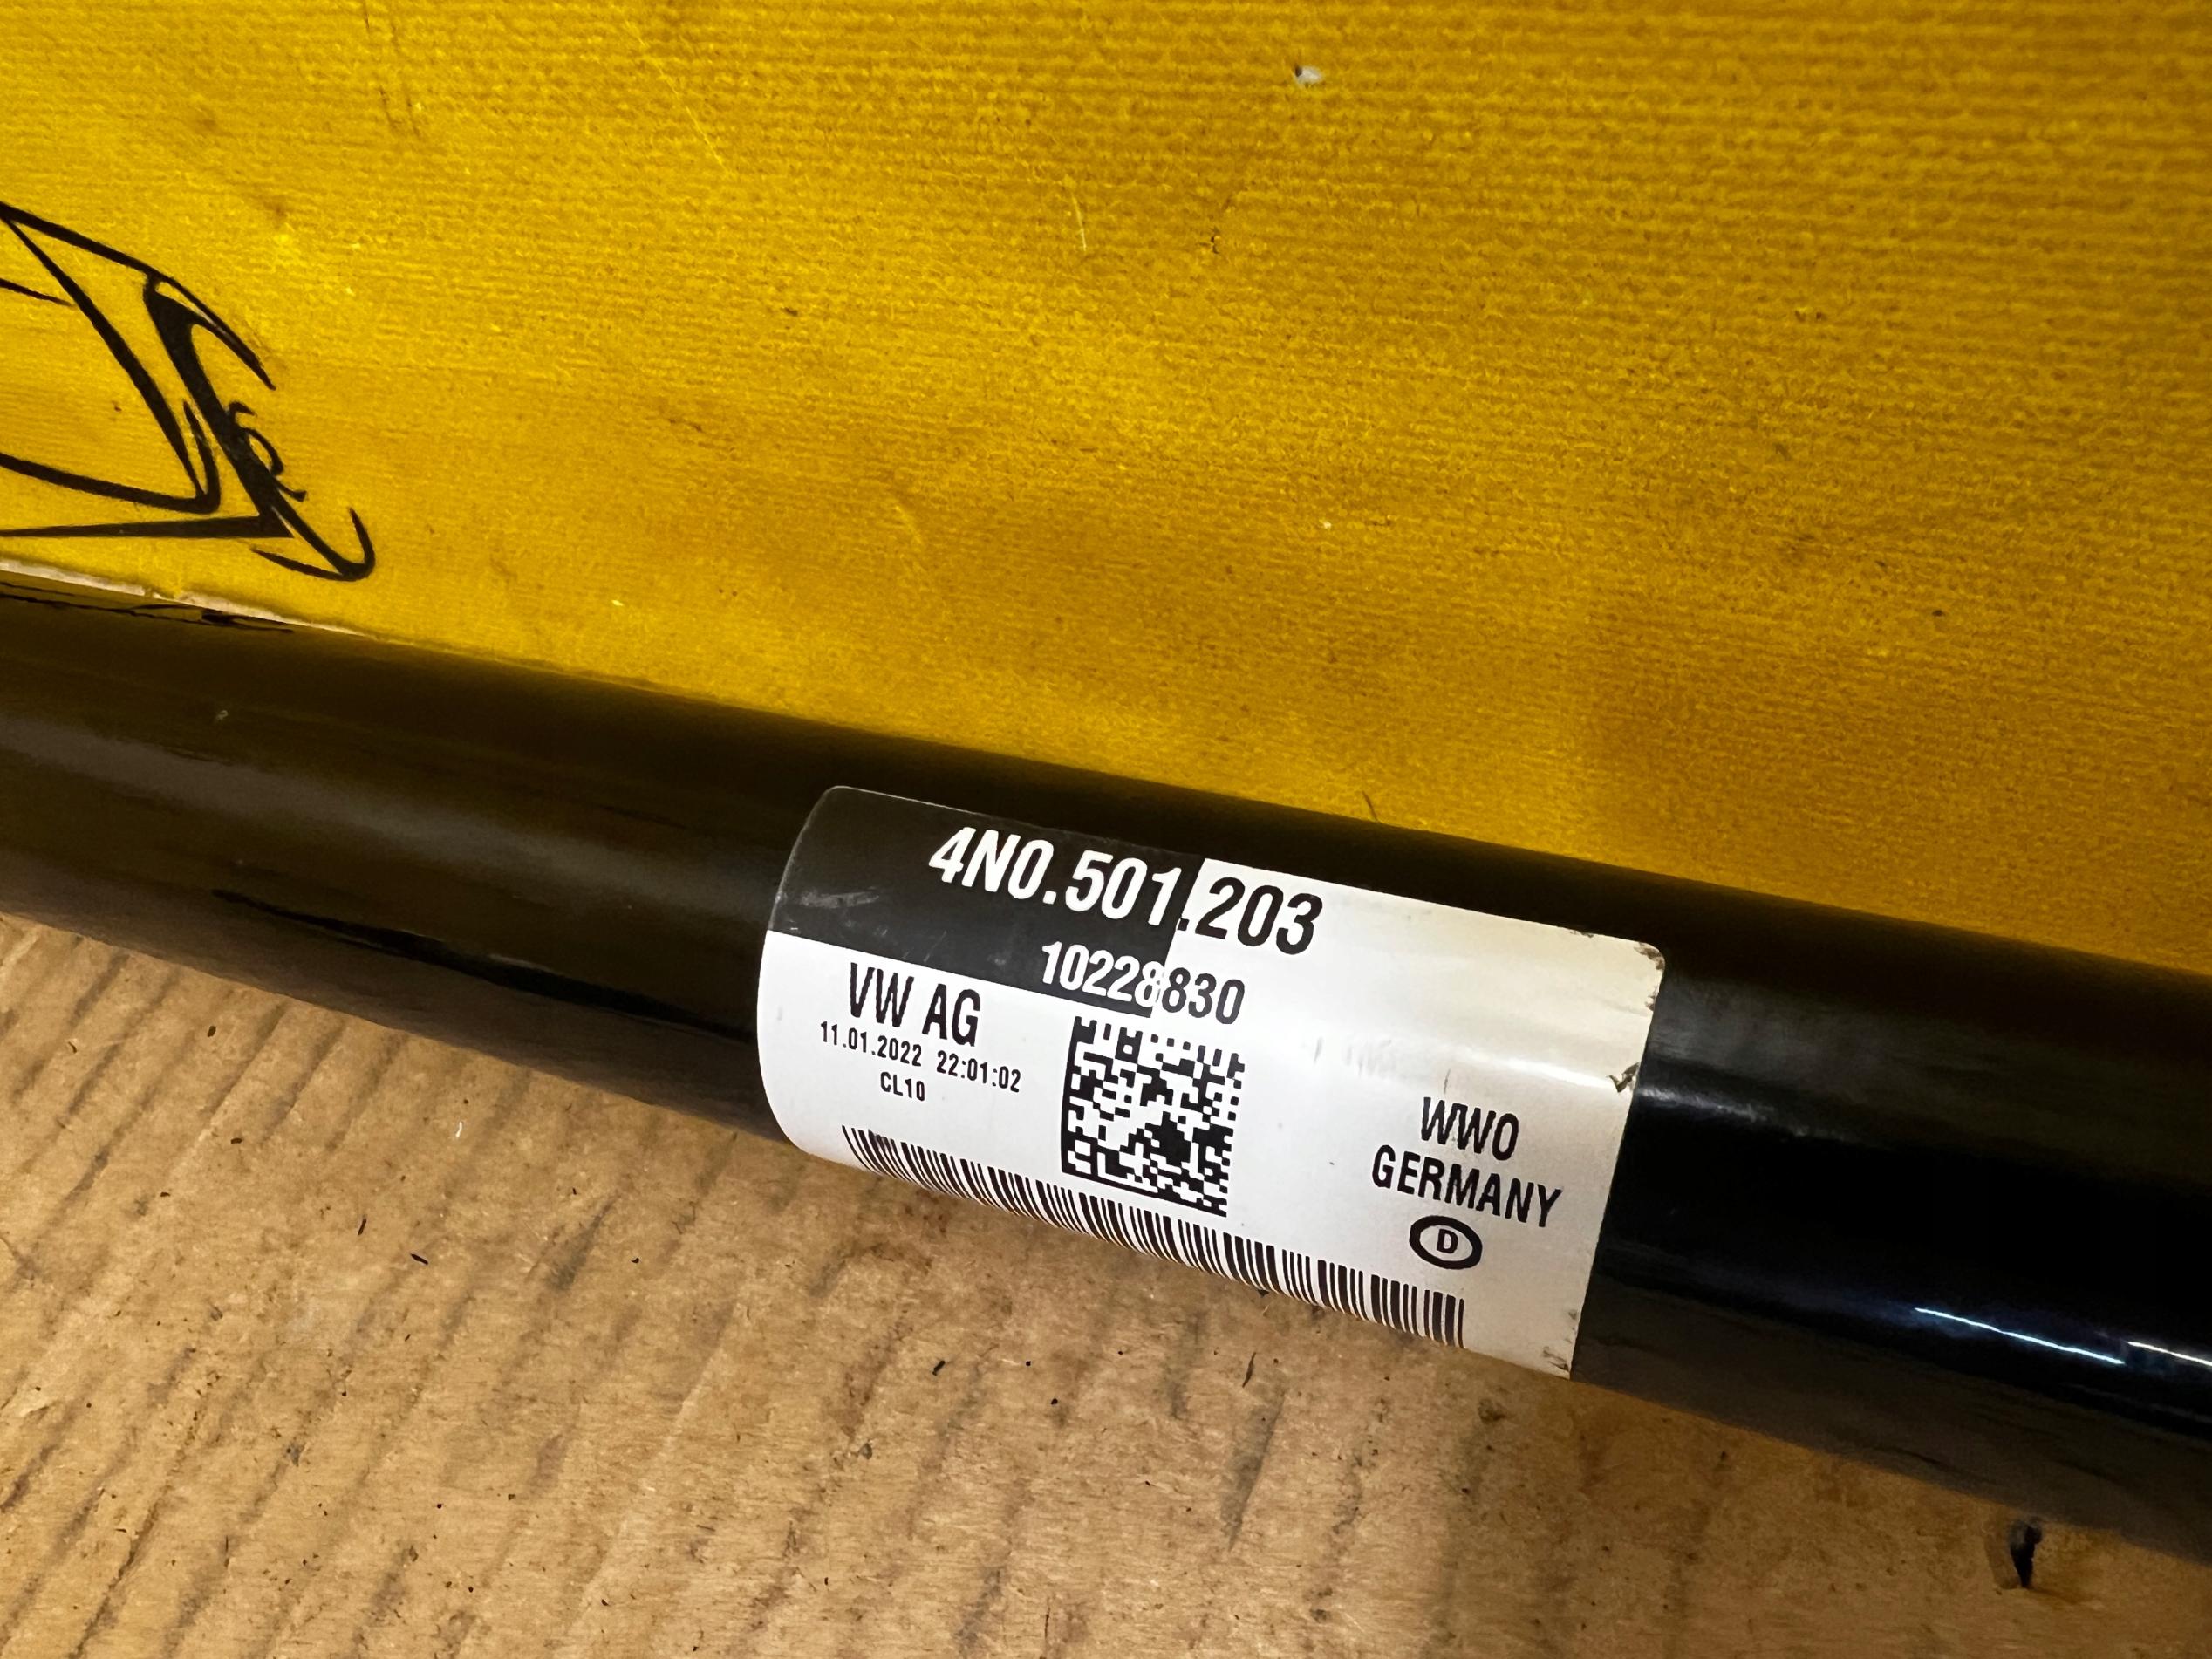 4N0.501.203
10228830
VW AG
11.01.2022 22:01:02
CL10
WWO
GERMANY
D